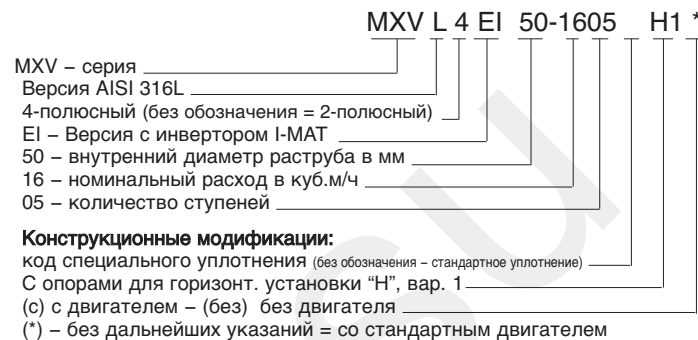 MXV L 4 EI 50-1605 H1 *
MXV – серия
Версия AISI 316L
4-полюсный (без обозначения = 2-полюсный)
EI – Версия с инвертором I-MAT
50 – внутренний диаметр раструба в мм
16 – номинальный расход в куб.м/ч
05 – количество ступеней
Конструкционные модификации:
код специального уплотнения (без обозначения – стандартное уплотнение)
С опорами для горизонт. установки “Н”, вар. 1
(с) с двигателем – (без) без двигателя
(*) – без дальнейших указаний = со стандартным двигателем